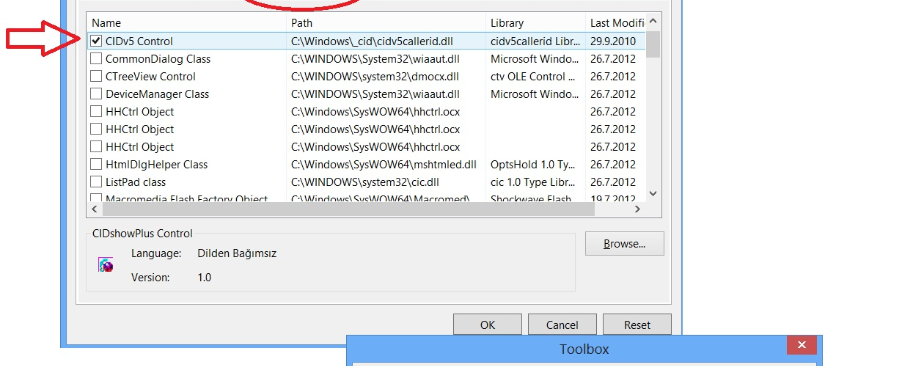 Name Path Library Last Modifi
CIDv5 Control C:\Windows\_cid\cidv5callerid.dll cidv5callerid Libr... 29.9.2010
CommonDialog Class C:\WINDOWS\System32\wiaaut.dll Microsoft Windo... 26.7.2012
CTreeView Control C:\WINDOWS\system32\dmocx.dll ctv OLE Control ... 26.7.2012
DeviceManager Class C:\WINDOWS\System32\wiaaut.dll Microsoft Windo... 26.7.2012
HHCtrl Object C:\Windows\SysWOW64\hhctrl.ocx 26.7.2012
HHCtrl Object C:\Windows\SysWOW64\hhctrl.ocx 26.7.2012
HHCtrl Object C:\Windows\SysWOW64\hhctrl.ocx 26.7.2012
HtmlDlgHelper Class C:\Windows\SysWOW64\mshtmled.dll OptsHold 1.0 Ty... 26.7.2012
ListPad class C:\WINDOWS\system32\cic.dll cic 1.0 Type Libr... 26.7.2012
Macromedia Flash Factory Object C:\Windows\SysWOW64\Macromed\ Shockwave Flash 19.7.2012
CIDshowPlus Control
Language: Dilden Bağımsız
Version: 1.0
Browse...
OK Cancel Reset
Toolbox